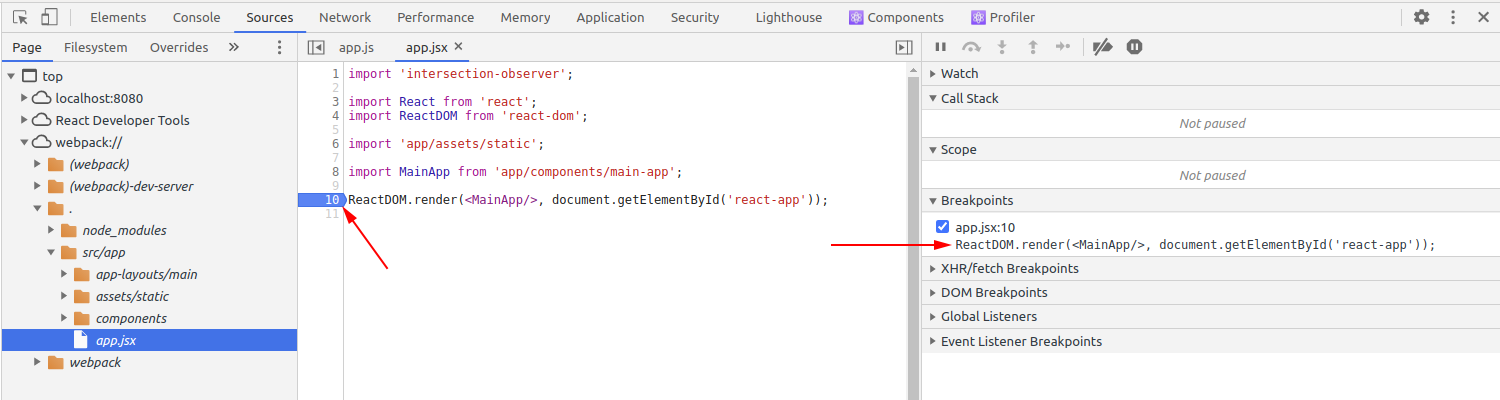 Elements Console Sources Network Performance Memory Application Security Lighthouse Components Profiler
Page Filesystem Overrides »
top
localhost:8080
React Developer Tools
webpack://
(webpack)
(webpack)-dev-server
.
node_modules
src/app
app-layouts/main
assets/static
components
app.jsx
webpack
app.js app.jsx ×
1 import 'intersection-observer';
2
3 import React from 'react';
4 import ReactDOM from 'react-dom';
5
6 import 'app/assets/static';
7
8 import MainApp from 'app/components/main-app';
9
10 ReactDOM.render(<MainApp/>, document.getElementById('react-app'));
11
Watch
Call Stack
Not paused
Scope
Not paused
Breakpoints
app.jsx:10
ReactDOM.render(<MainApp/>, document.getElementById('react-app'));
XHR/fetch Breakpoints
DOM Breakpoints
Global Listeners
Event Listener Breakpoints